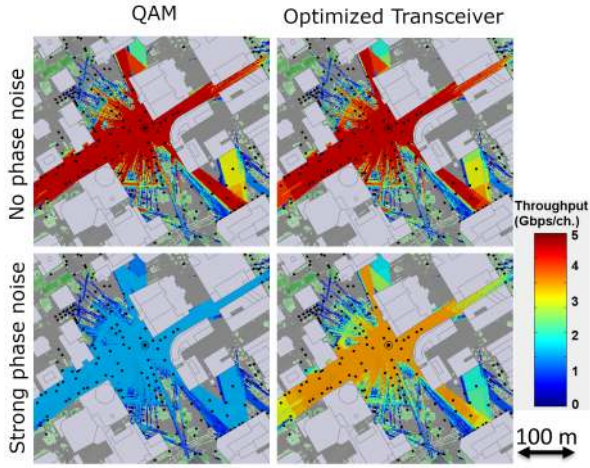 QAM
Optimized Transceiver
No phase noise
Strong phase noise
Throughput
(Gbps/ch.)
5
4
3
2
1
0
100 m